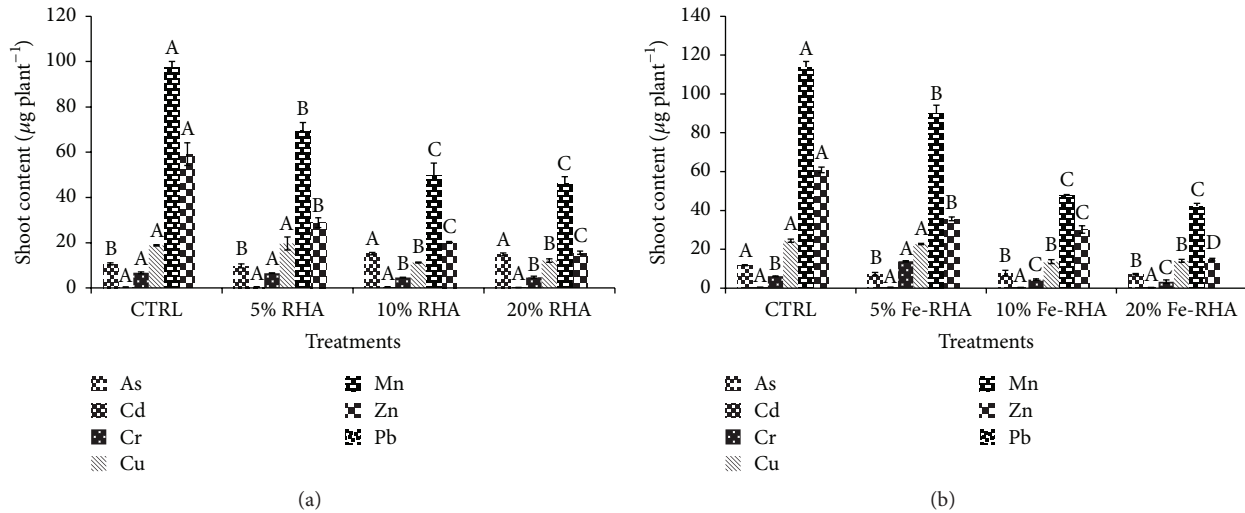 120
100
80
60
40
20
0
Shoot content (μg plant⁻¹)
B A A A A A
B A A A B B
A A B B C C
A A B B C C
CTRL 5% RHA 10% RHA 20% RHA
Treatments
As
Cd
Cr
Cu
Mn
Zn
Pb
(a)
140
120
100
80
60
40
20
0
Shoot content (μg plant⁻¹)
A A B A A A
B A A A B B
B A C B C C
B A C B C D
CTRL 5% Fe-RHA 10% Fe-RHA 20% Fe-RHA
Treatments
As
Cd
Cr
Cu
Mn
Zn
Pb
(b)